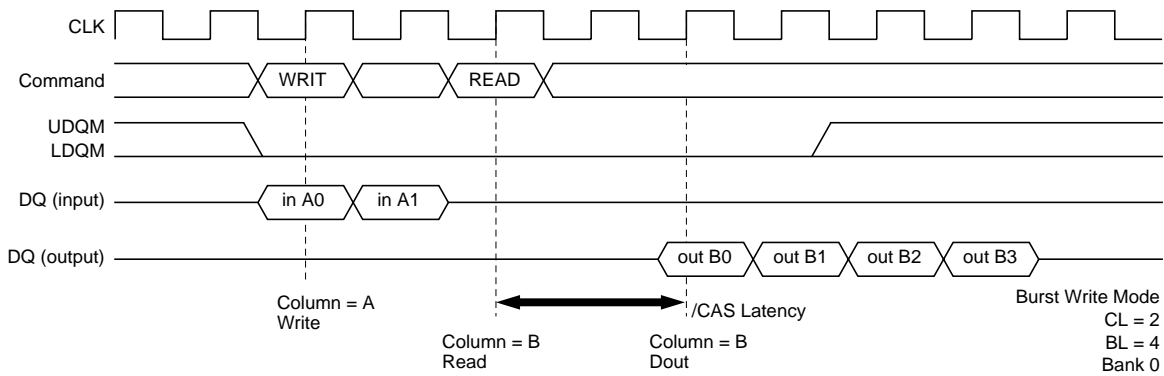 CLK
Command WRIT READ
UDQM
LDQM
DQ (input) in A0 in A1
DQ (output) out B0 out B1 out B2 out B3
Column = A
Write
/CAS Latency
Column = B
Read
Column = B
Dout
Burst Write Mode
CL = 2
BL = 4
Bank 0